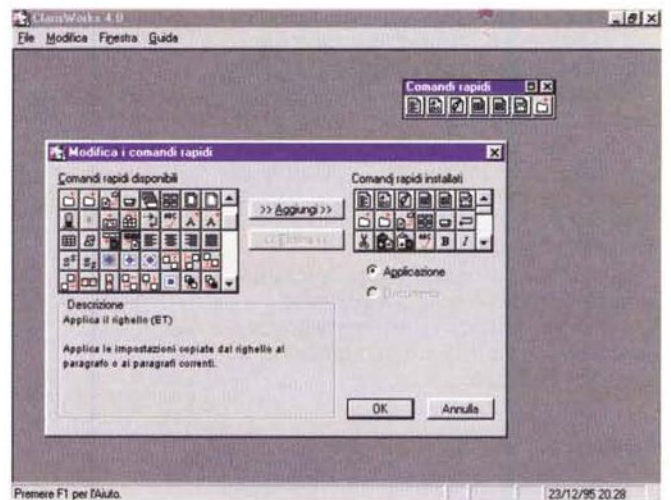 ClarisWorks 4.0
File Modifica Finestra Guida
Comandi rapidi
Modifica i comandi rapidi
Comandi rapidi disponibili
Comandi rapidi installati
>> Aggiungi >>
<< Elimina <<
Applicazione
Documento
Descrizione
Applica il righello (ET)
Applica le impostazioni copiate dal righello al
paragrafo o ai paragrafi correnti.
OK
Annulla
Premere F1 per l'Aiuto.
23/12/95 20.28